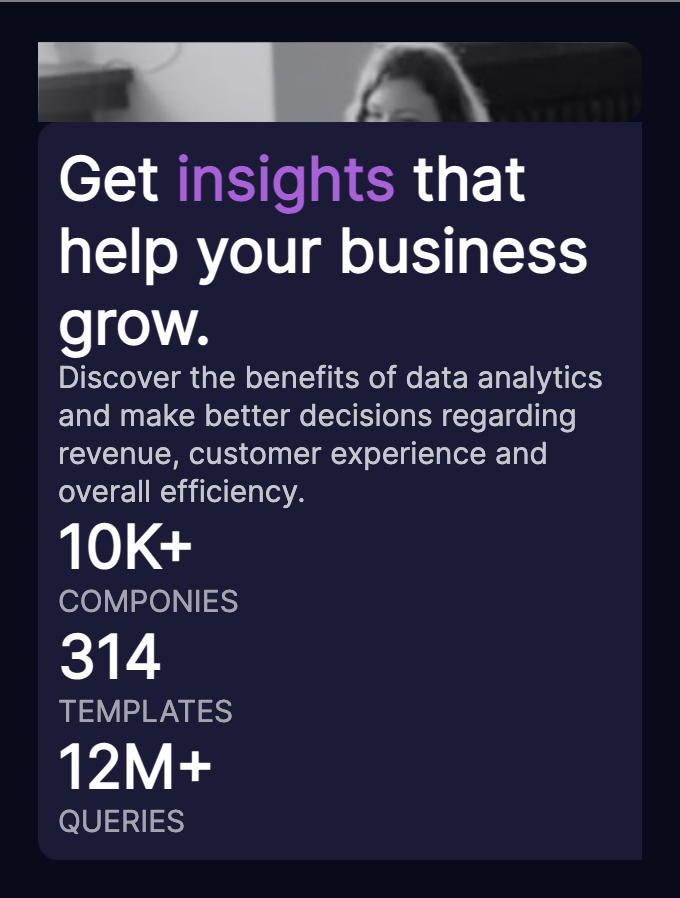 Get insights that
help your business
grow.
Discover the benefits of data analytics
and make better decisions regarding
revenue, customer experience and
overall efficiency.
10K+
COMPONIES
314
TEMPLATES
12M+
QUERIES